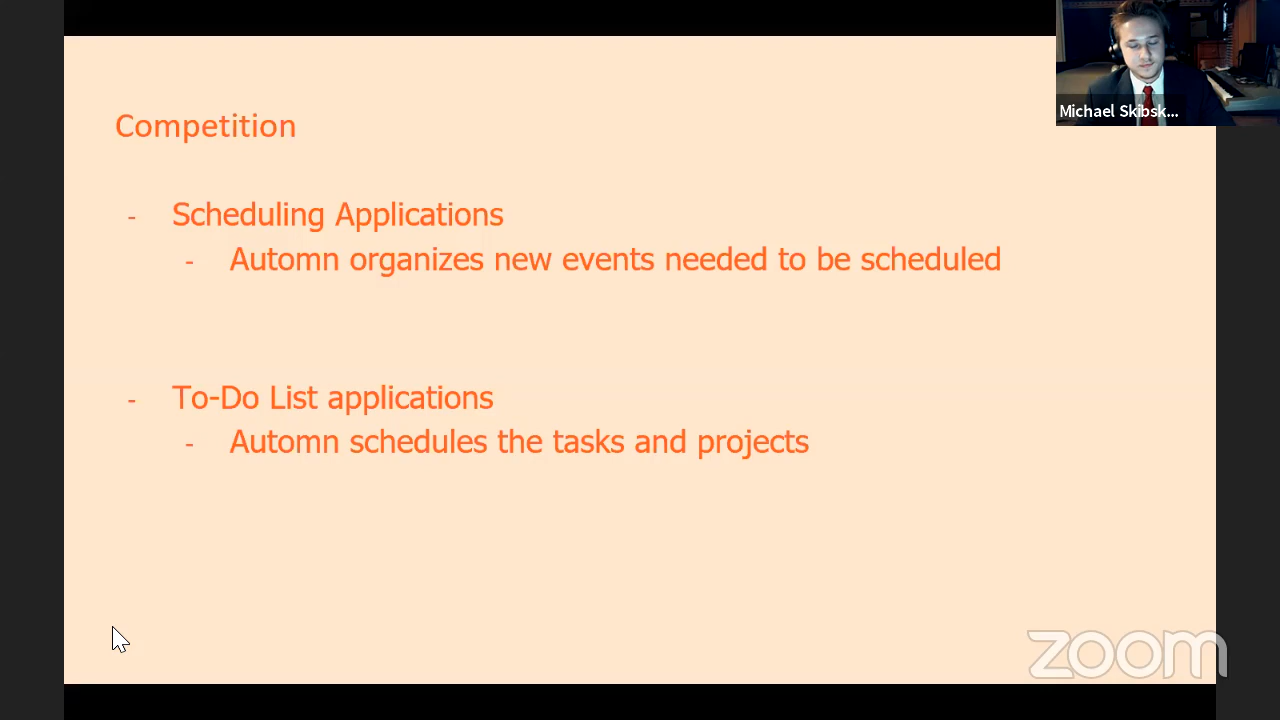 Michael Skibsk...
Competition
- Scheduling Applications
- Automn organizes new events needed to be scheduled
- To-Do List applications
- Automn schedules the tasks and projects
zoom